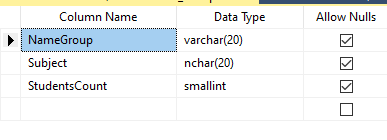 Column Name Data Type Allow Nulls
NameGroup varchar(20)
Subject nchar(20)
StudentsCount smallint